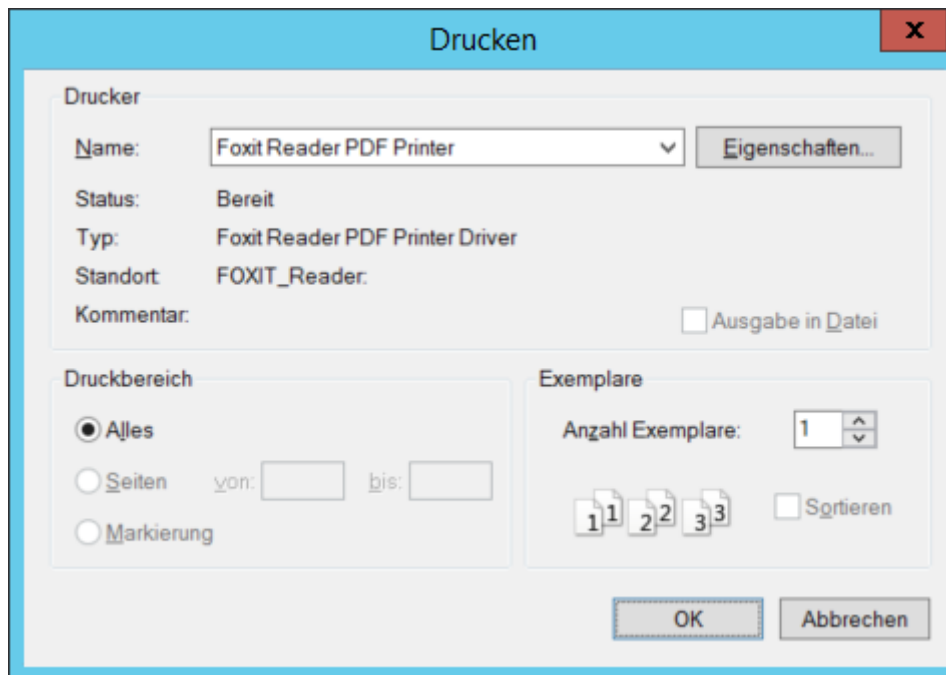 Drucken
x
Drucker
Name: Foxit Reader PDF Printer Eigenschaften...
Status: Bereit
Typ: Foxit Reader PDF Printer Driver
Standort: FOXIT_Reader:
Kommentar:
Ausgabe in Datei
Druckbereich
Alles
Seiten von: bis:
Markierung
Exemplare
Anzahl Exemplare: 1
1 1 2 2 3 3
Sortieren
OK Abbrechen